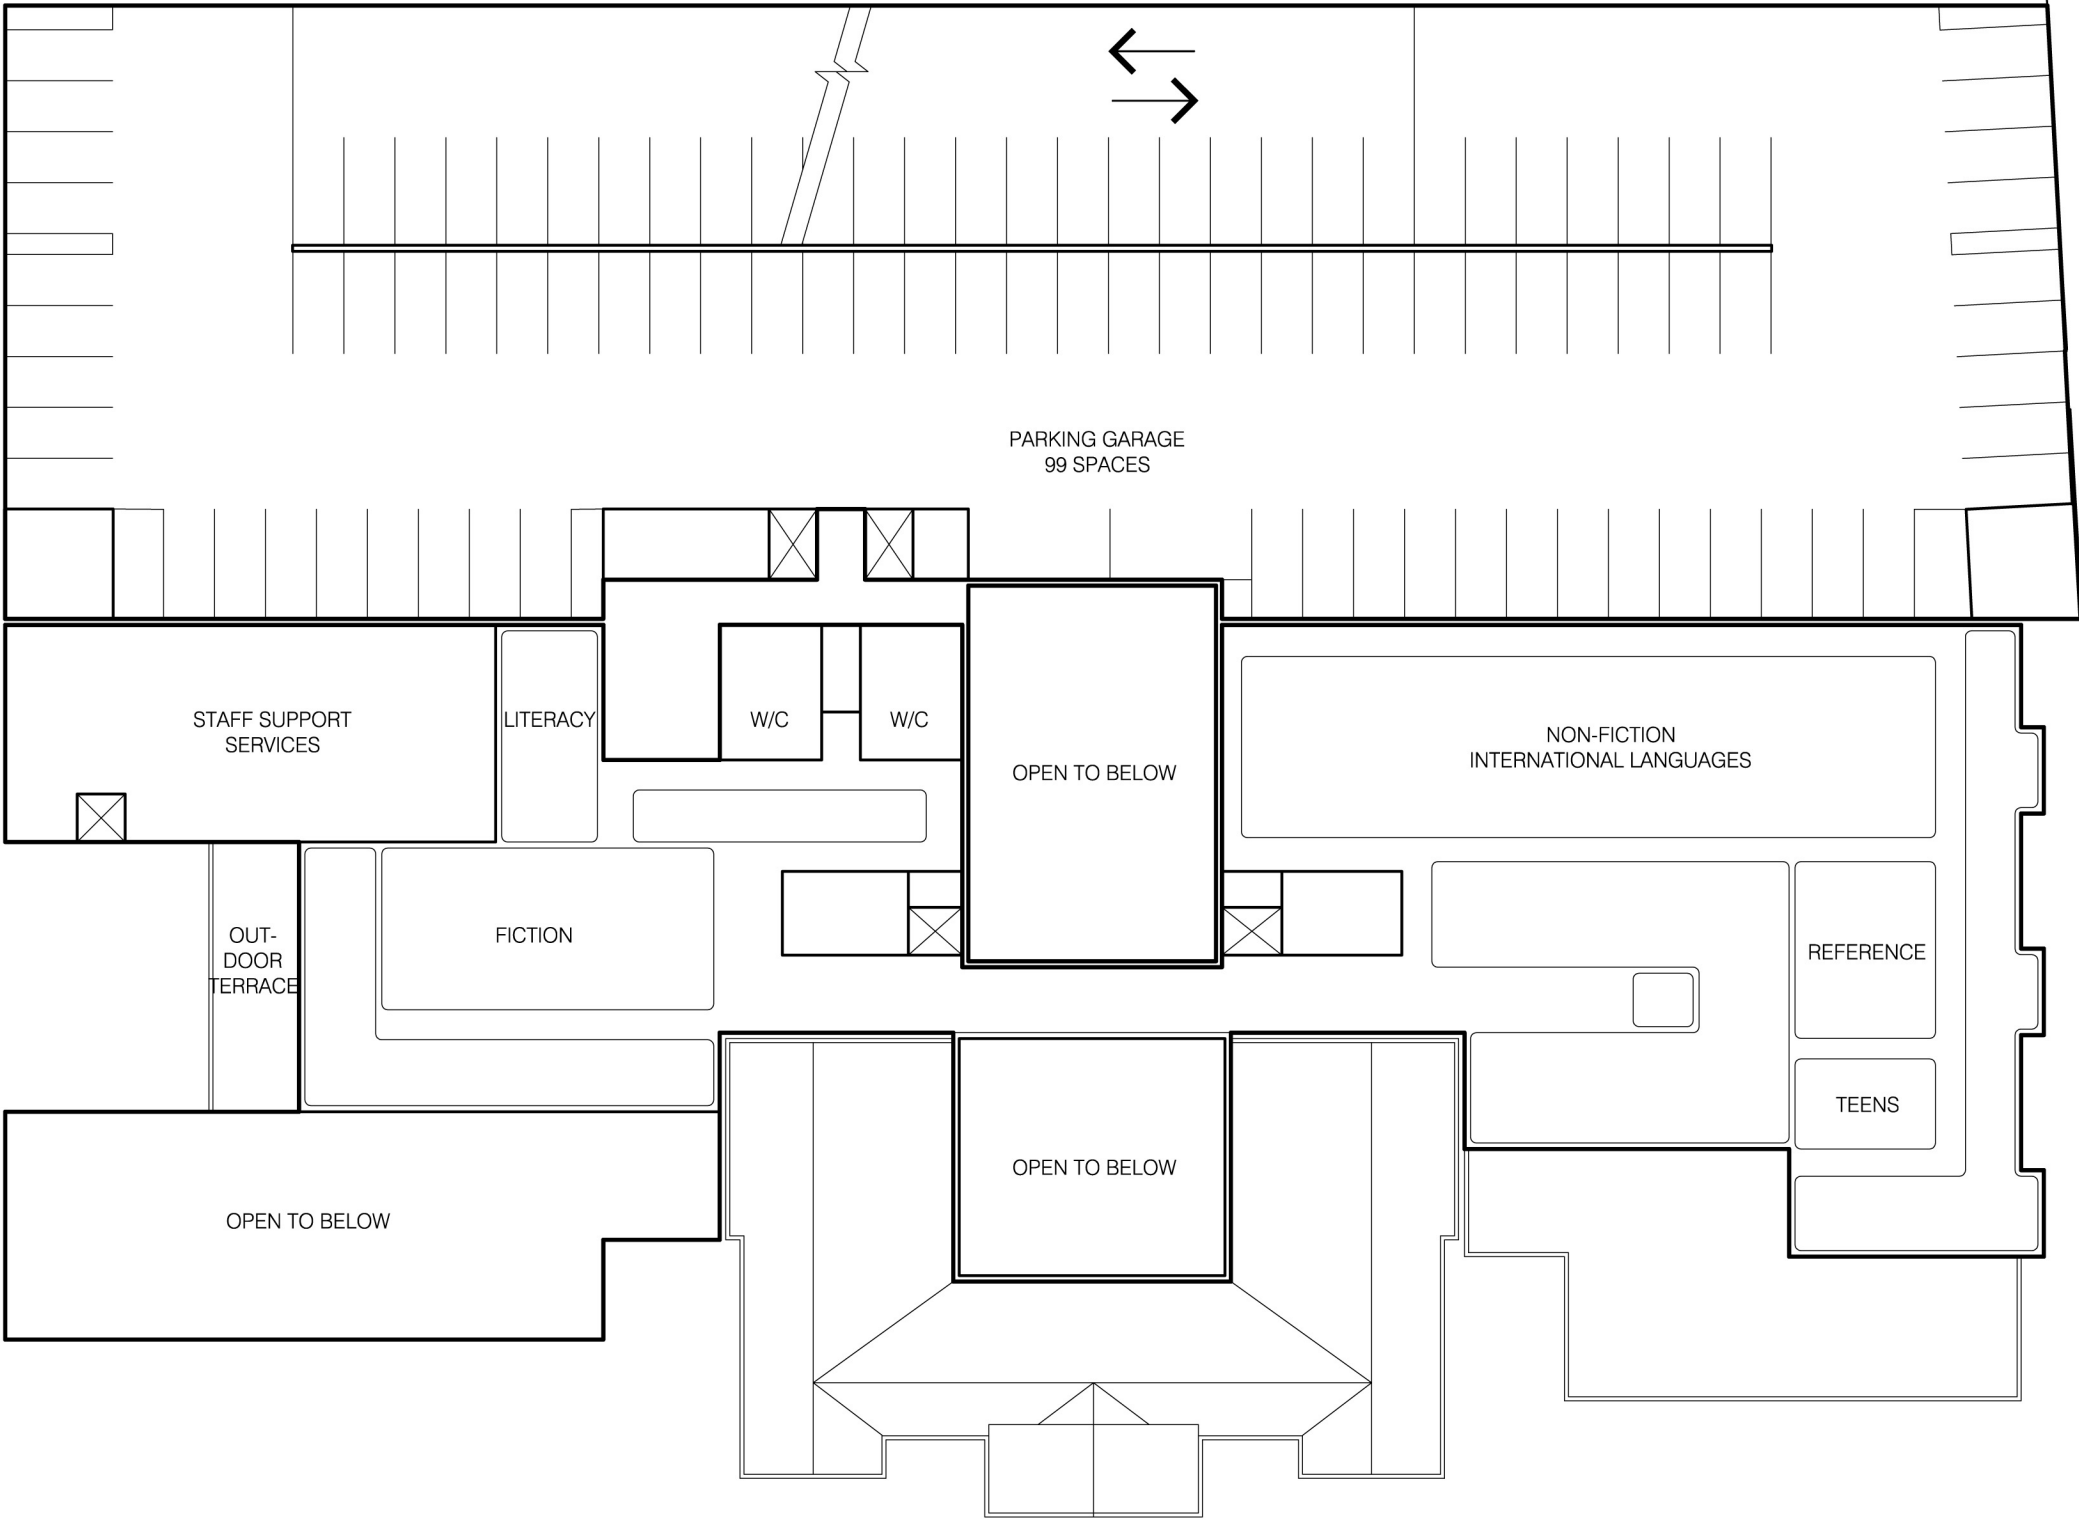 PARKING GARAGE
99 SPACES
STAFF SUPPORT
SERVICES
LITERACY
W/C
W/C
OPEN TO BELOW
NON-FICTION
INTERNATIONAL LANGUAGES
OUT-
DOOR
TERRACE
FICTION
REFERENCE
TEENS
OPEN TO BELOW
OPEN TO BELOW